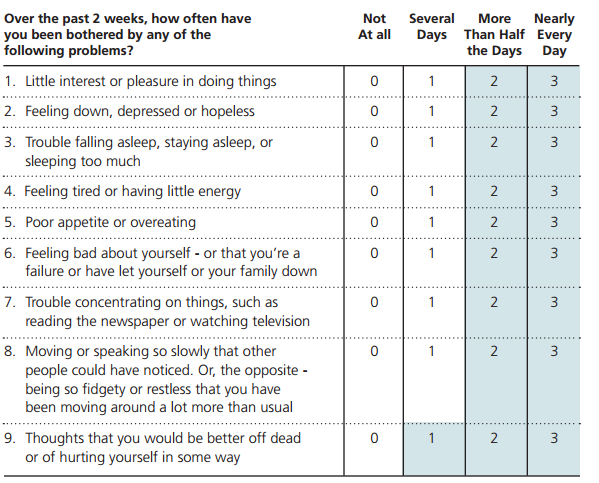 Over the past 2 weeks, how often have you been bothered by any of the following problems?
Not At all
Several Days
More Than Half the Days
Nearly Every Day
1. Little interest or pleasure in doing things 0 1 2 3
2. Feeling down, depressed or hopeless 0 1 2 3
3. Trouble falling asleep, staying asleep, or 0 1 2 3
sleeping too much
4. Feeling tired or having little energy 0 1 2 3
5. Poor appetite or overeating 0 1 2 3
6. Feeling bad about yourself - or that you're a 0 1 2 3
failure or have let yourself or your family down
7. Trouble concentrating on things, such as 0 1 2 3
reading the newspaper or watching television
8. Moving or speaking so slowly that other 0 1 2 3
people could have noticed. Or, the opposite -
being so fidgety or restless that you have
been moving around a lot more than usual
9. Thoughts that you would be better off dead 0 1 2 3
or of hurting yourself in some way